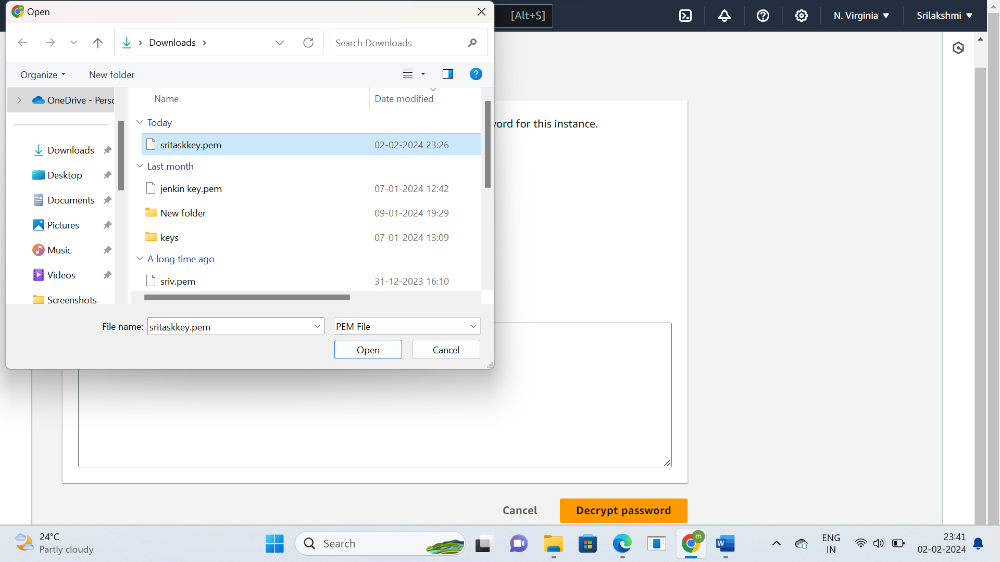 Open
[Alt+S]
N. Virginia
Srilakshmi
Downloads
Search Downloads
Organize
New folder
OneDrive - Perso
Name
Date modified
word for this instance.
Today
sritaskkey.pem 02-02-2024 23:26
Downloads
Last month
Desktop
jenkin key.pem 07-01-2024 12:42
Documents
New folder 09-01-2024 19:29
Pictures
keys 07-01-2024 13:09
Music
A long time ago
Videos
sriv.pem 31-12-2023 16:10
Screenshots
File name: sritaskkey.pem PEM File
Open Cancel
Cancel Decrypt password
24°C
Partly cloudy
Search
m
ENG
IN
23:41
02-02-2024